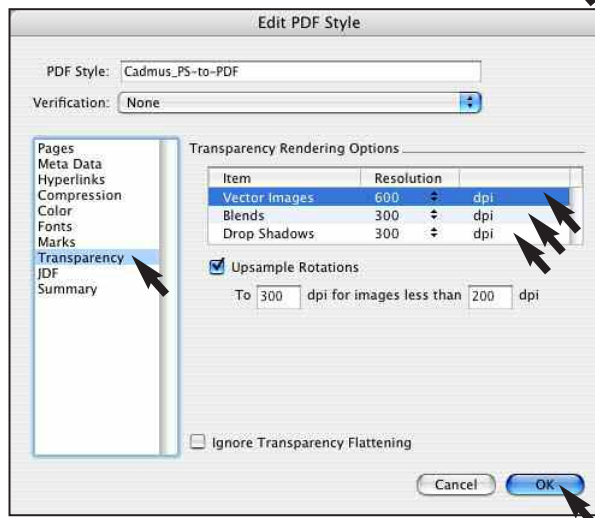 Edit PDF Style
PDF Style: Cadmus_PS-to-PDF
Verification: None
Pages
Meta Data
Hyperlinks
Compression
Color
Fonts
Marks
Transparency
JDF
Summary
Transparency Rendering Options
Item Resolution
Vector Images 600 dpi
Blends 300 dpi
Drop Shadows 300 dpi
Upsample Rotations
To 300 dpi for images less than 200 dpi
Ignore Transparency Flattening
Cancel OK